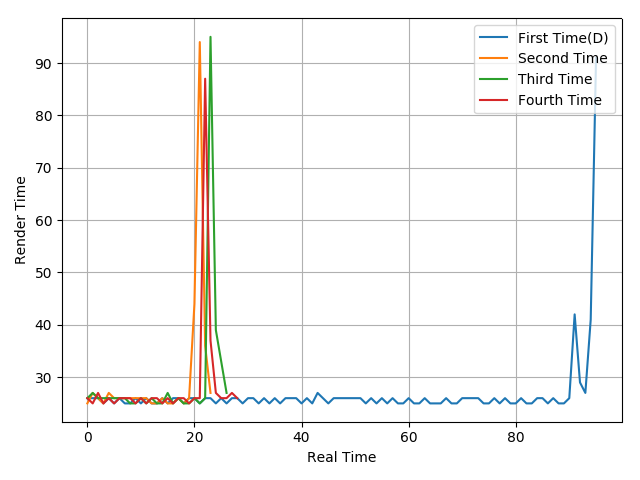 First Time(D)
Second Time
Third Time
Fourth Time
90
80
70
60
50
40
30
Render Time
0 20 40 60 80
Real Time